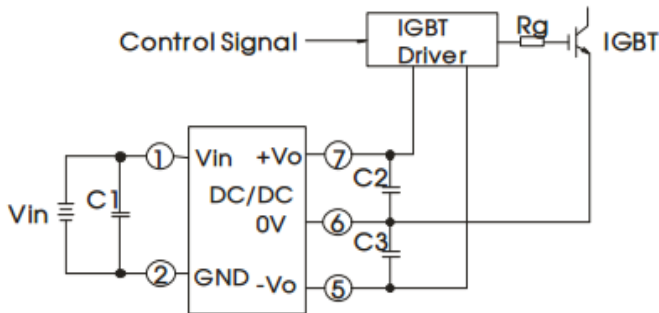 Control Signal
IGBT
Driver
Rg
IGBT
Vin
C1
1
Vin
+Vo
7
C2
DC/DC
0V
6
C3
2
GND
-Vo
5